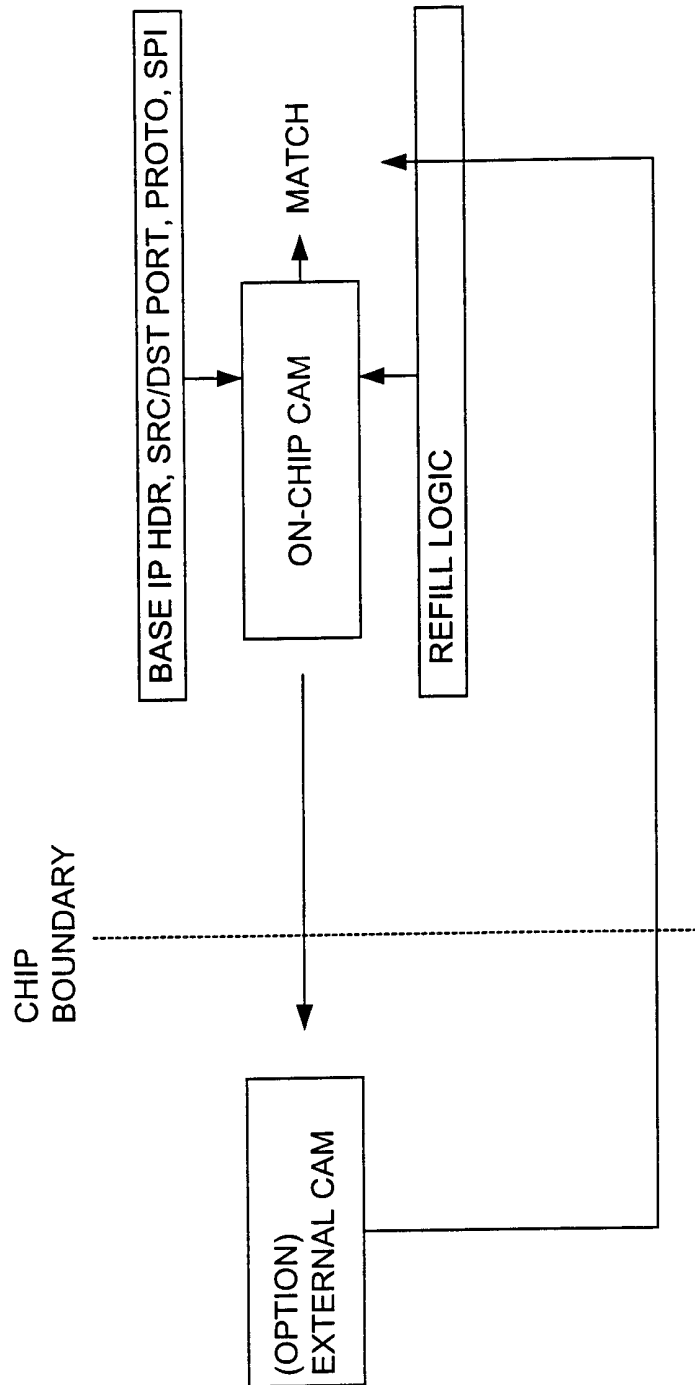 CHIP
BOUNDARY
BASE IP HDR, SRC/DST PORT, PROTO, SPI
(OPTION)
EXTERNAL CAM
ON-CHIP CAM
MATCH
REFILL LOGIC